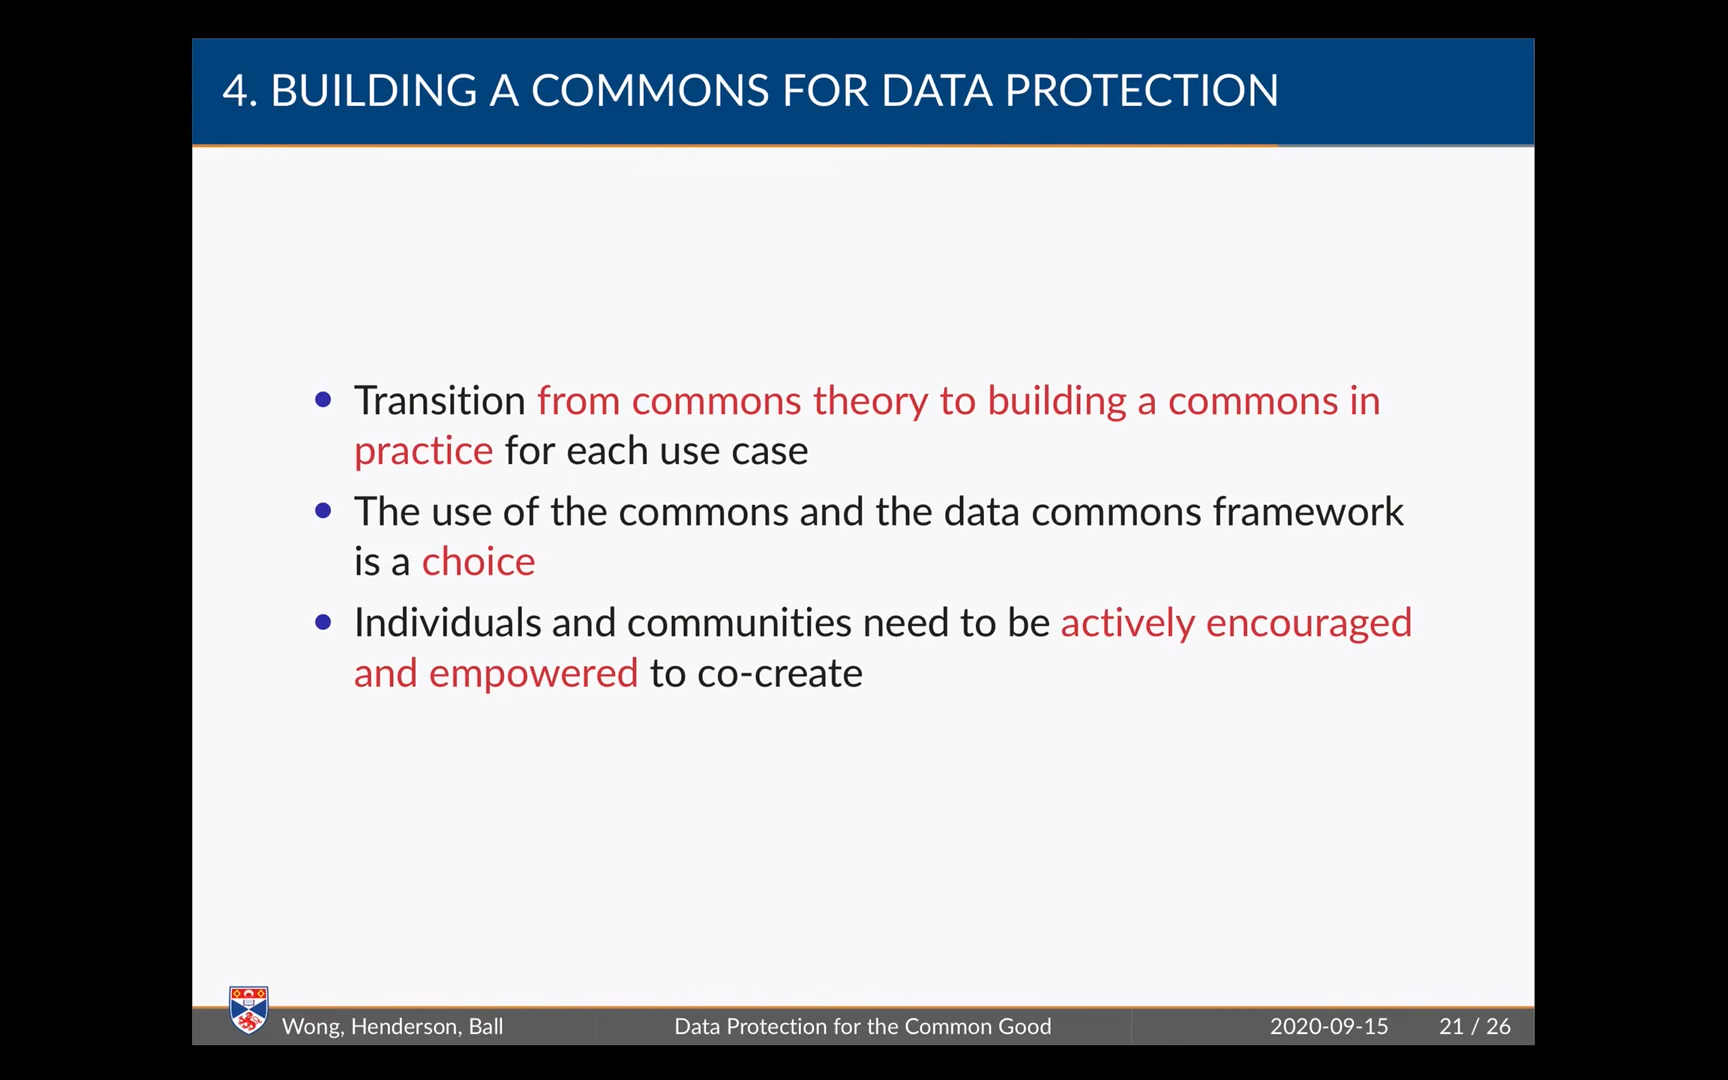 4. BUILDING A COMMONS FOR DATA PROTECTION
• Transition from commons theory to building a commons in
practice for each use case
• The use of the commons and the data commons framework
is a choice
• Individuals and communities need to be actively encouraged
and empowered to co-create
Wong, Henderson, Ball
Data Protection for the Common Good
2020-09-15
21 / 26